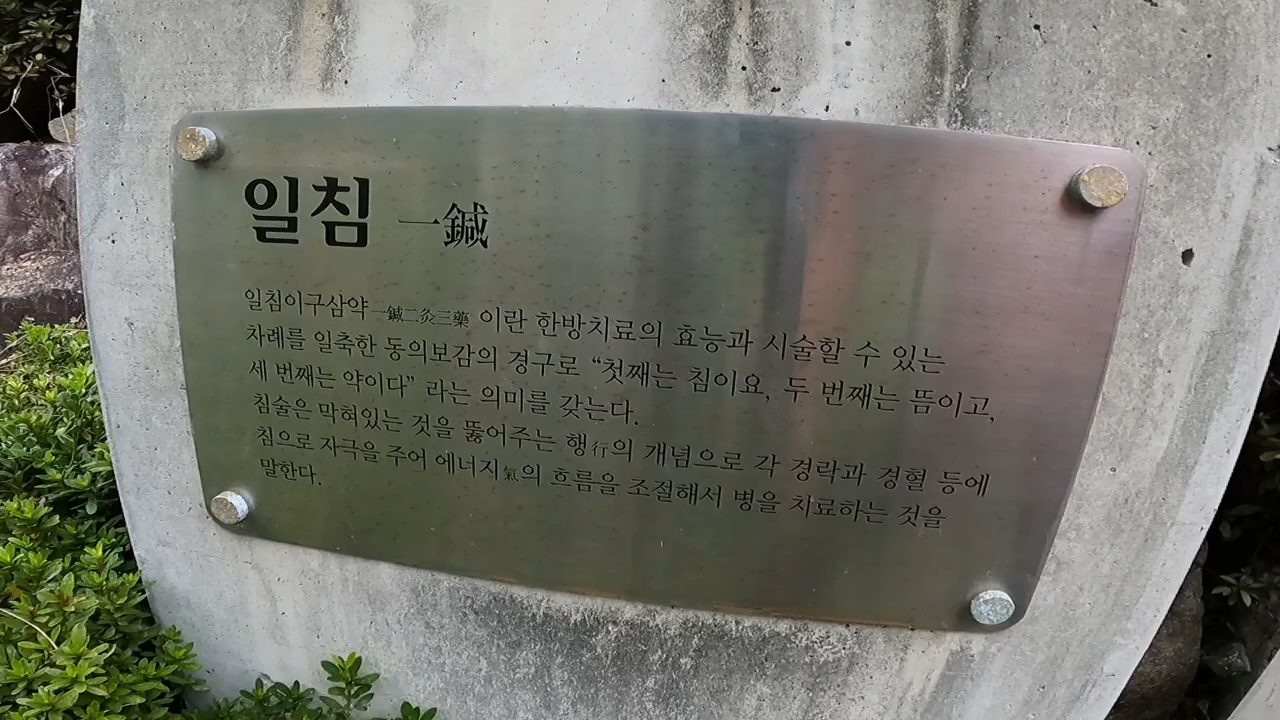 일침 一鍼
일침이구삼약一鍼二灸三藥 이란 한방치료의 효능과 시술할 수 있는
차례를 일축한 동의보감의 경구로 “첫째는 침이요, 두 번째는 뜸이고,
세 번째는 약이다” 라는 의미를 갖는다.
침술은 막혀있는 것을 뚫어주는 행行의 개념으로 각 경락과 경혈 등에
침으로 자극을 주어 에너지氣의 흐름을 조절해서 병을 치료하는 것을
말한다.